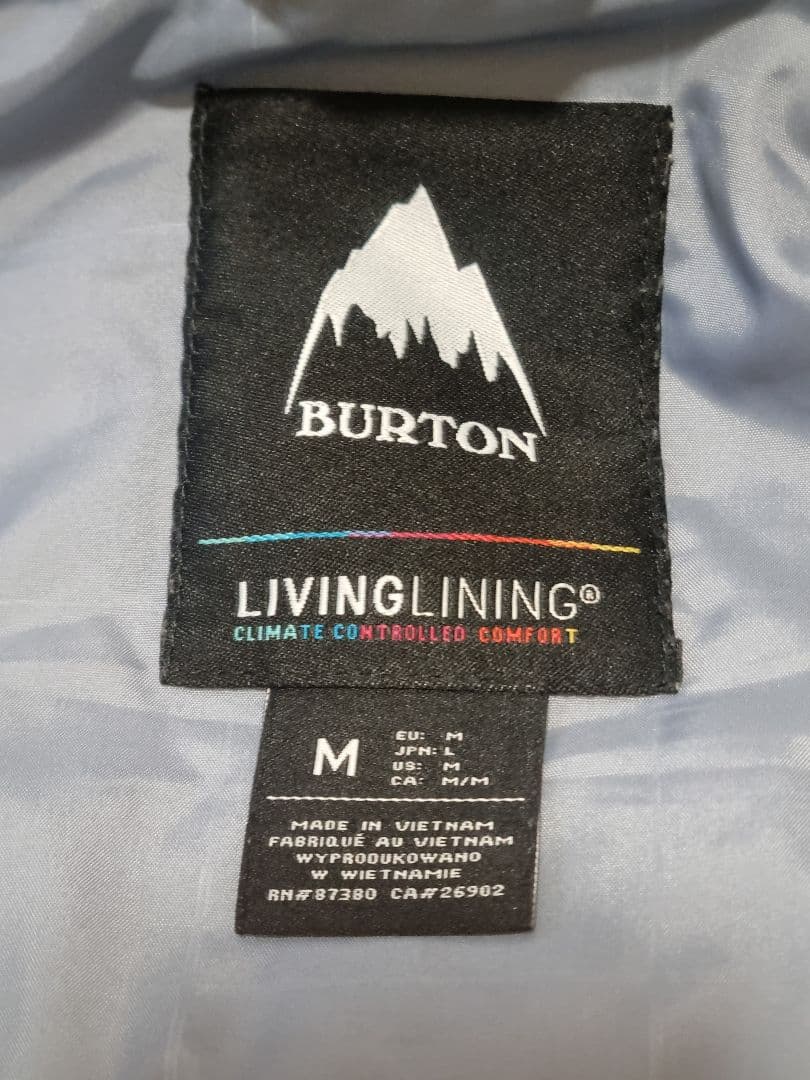 BURTON
LIVINGLINING®
CLIMATE CONTROLLED COMFORT
M
EU: M
JPN: L
US: M
CA: M/M
MADE IN VIETNAM
FABRIQUÉ AU VIETNAM
WYPRODUKOWANO
W WIETNAMIE
RN#87380 CA#26902